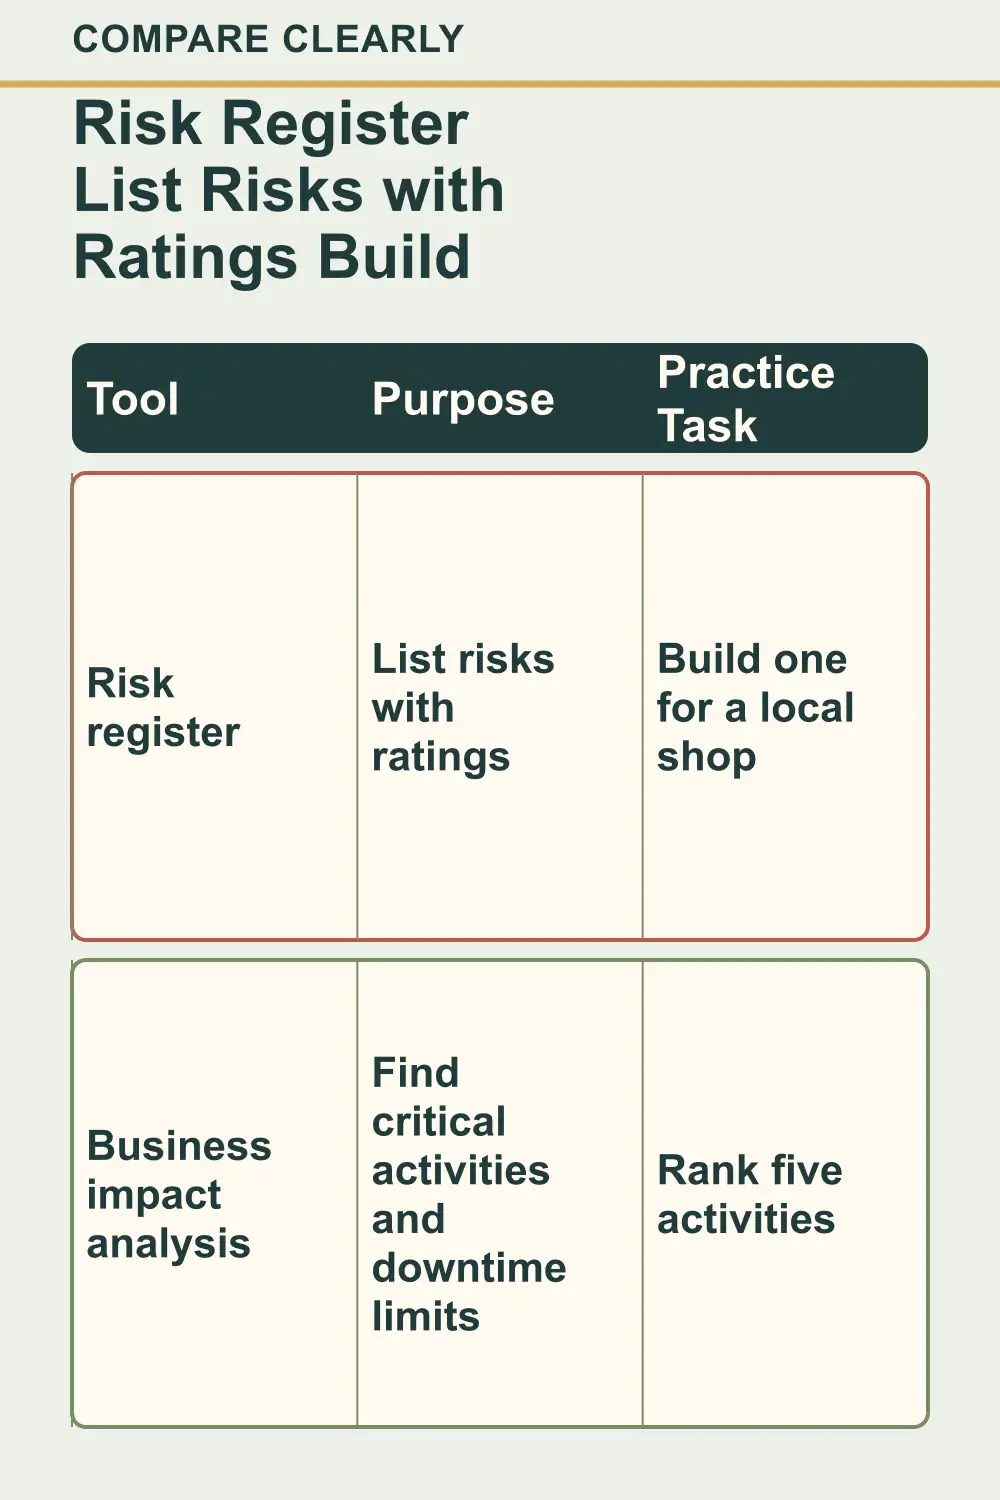 COMPARE CLEARLY
Risk Register
List Risks with
Ratings Build
Tool
Purpose
Practice
Task
Risk
register
List risks
with
ratings
Build one
for a local
shop
Business
impact
analysis
Find
critical
activities
and
downtime
limits
Rank five
activities